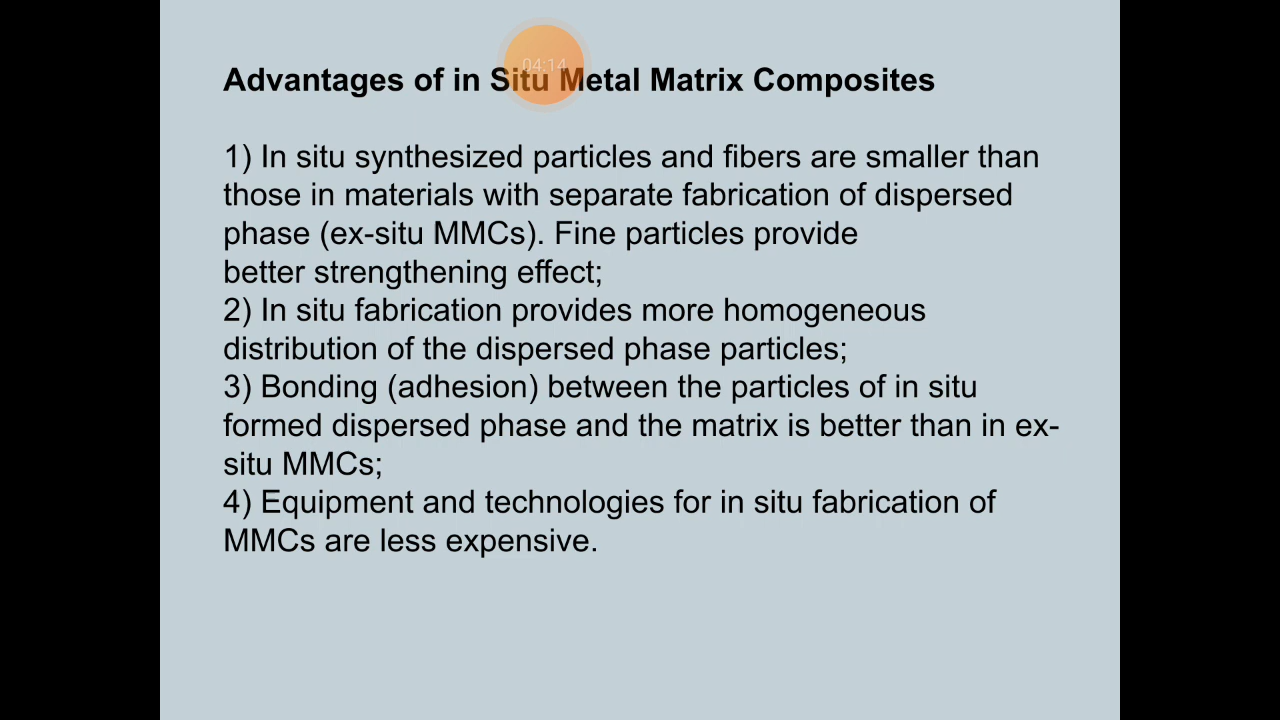 04:14
Advantages of in Situ Metal Matrix Composites
1) In situ synthesized particles and fibers are smaller than
those in materials with separate fabrication of dispersed
phase (ex-situ MMCs). Fine particles provide
better strengthening effect;
2) In situ fabrication provides more homogeneous
distribution of the dispersed phase particles;
3) Bonding (adhesion) between the particles of in situ
formed dispersed phase and the matrix is better than in ex-
situ MMCs;
4) Equipment and technologies for in situ fabrication of
MMCs are less expensive.